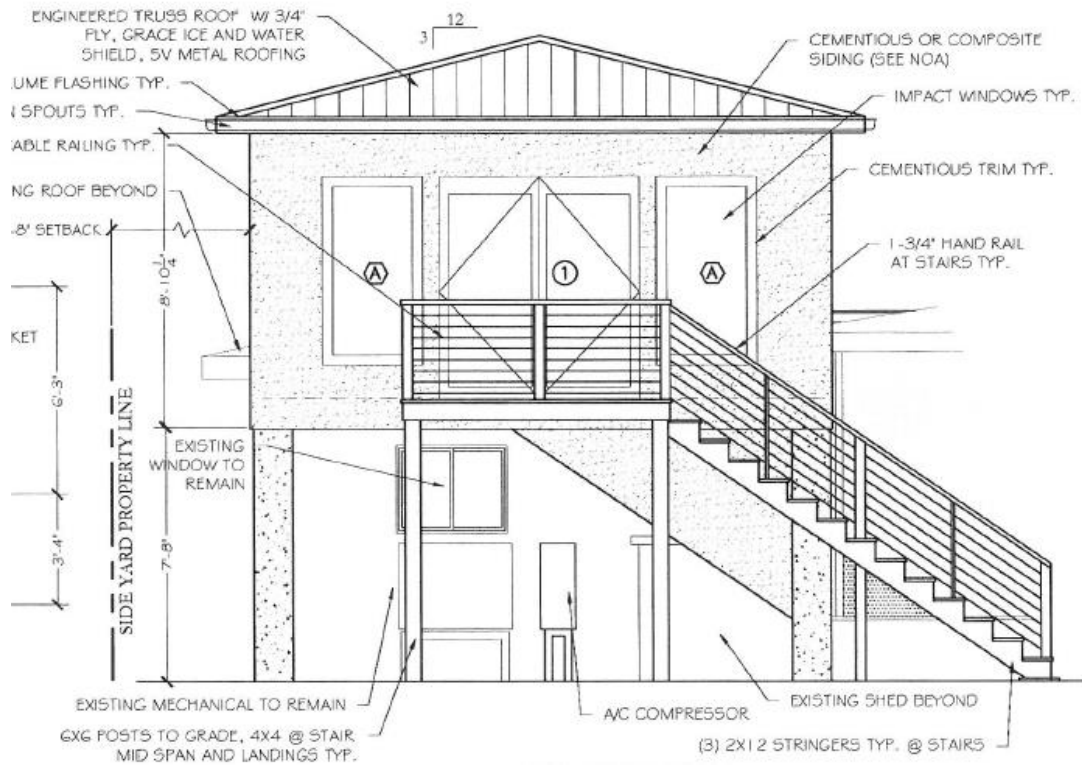 ENGINEERED TRUSS ROOF W/ 3/4"
PLY, GRACE ICE AND WATER
SHIELD, 5V METAL ROOFING
12
3
CEMENTIOUS OR COMPOSITE
SIDING (SEE NOA)
FLASHING TYP.
SPOUTS TYP.
IMPACT WINDOWS TYP.
RAILING TYP.
CEMENTIOUS TRIM TYP.
ROOF BEYOND
SETBACK
1-3/4" HAND RAIL
AT STAIRS TYP.
8'-10 1/4"
A
1
A
6'-3"
EXISTING
WINDOW TO
REMAIN
SIDE YARD PROPERTY LINE
3'-4"
7'-8"
EXISTING MECHANICAL TO REMAIN
A/C COMPRESSOR
EXISTING SHED BEYOND
6X6 POSTS TO GRADE, 4X4 @ STAIR
MID SPAN AND LANDINGS TYP.
(3) 2X12 STRINGERS TYP. @ STAIRS